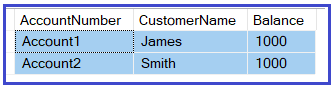 AccountNumber CustomerName Balance
Account1 James 1000
Account2 Smith 1000